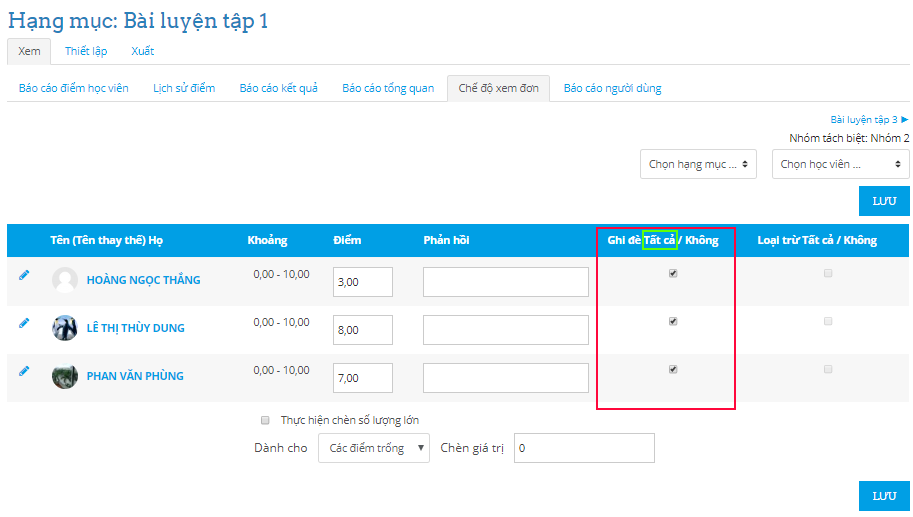 Hạng mục: Bài luyện tập 1
Xem Thiết lập Xuất
Báo cáo điểm học viên Lịch sử điểm Báo cáo kết quả Báo cáo tổng quan Chế độ xem đơn Báo cáo người dùng
Bài luyện tập 3 ▶
Nhóm tách biệt: Nhóm 2
Chọn hạng mục ... Chọn học viên ...
LƯU
Tên (Tên thay thế) Họ Khoảng Điểm Phản hồi Ghi đè Tất cả / Không Loại trừ Tất cả / Không
HOÀNG NGỌC THẮNG 0,00 - 10,00 3,00
LÊ THỊ THÙY DUNG 0,00 - 10,00 8,00
PHAN VĂN PHÙNG 0,00 - 10,00 7,00
Thực hiện chèn số lượng lớn
Dành cho Các điểm trống Chèn giá trị 0
LƯU